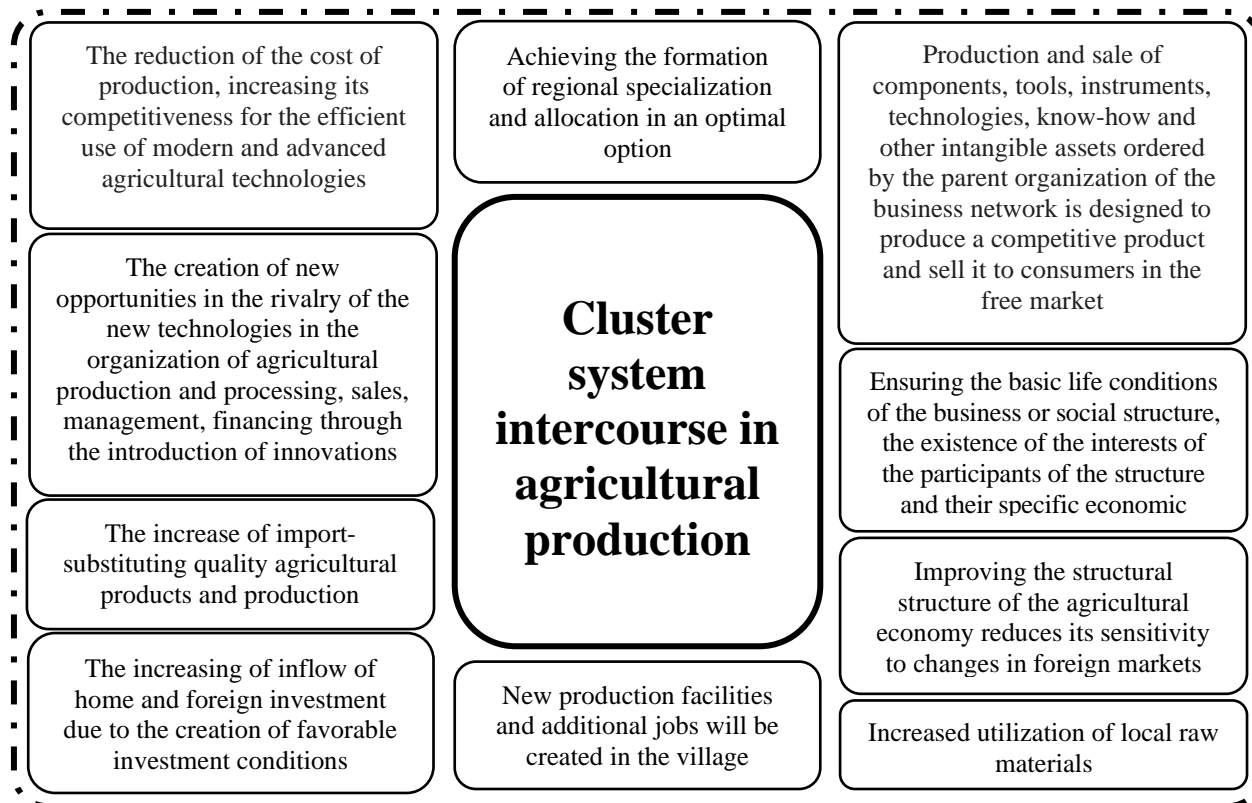 The reduction of the cost of
production, increasing its
competitiveness for the efficient
use of modern and advanced
agricultural technologies
The creation of new
opportunities in the rivalry of the
new technologies in the
organization of agricultural
production and processing, sales,
management, financing through
the introduction of innovations
The increase of import-
substituting quality agricultural
products and production
The increasing of inflow of
home and foreign investment
due to the creation of favorable
investment conditions
Achieving the formation
of regional specialization
and allocation in an optimal
option
Cluster
system
intercourse in
agricultural
production
New production facilities
and additional jobs will be
created in the village
Production and sale of
components, tools, instruments,
technologies, know-how and
other intangible assets ordered
by the parent organization of the
business network is designed to
produce a competitive product
and sell it to consumers in the
free market
Ensuring the basic life conditions
of the business or social structure,
the existence of the interests of
the participants of the structure
and their specific economic
Improving the structural
structure of the agricultural
economy reduces its sensitivity
to changes in foreign markets
Increased utilization of local raw
materials